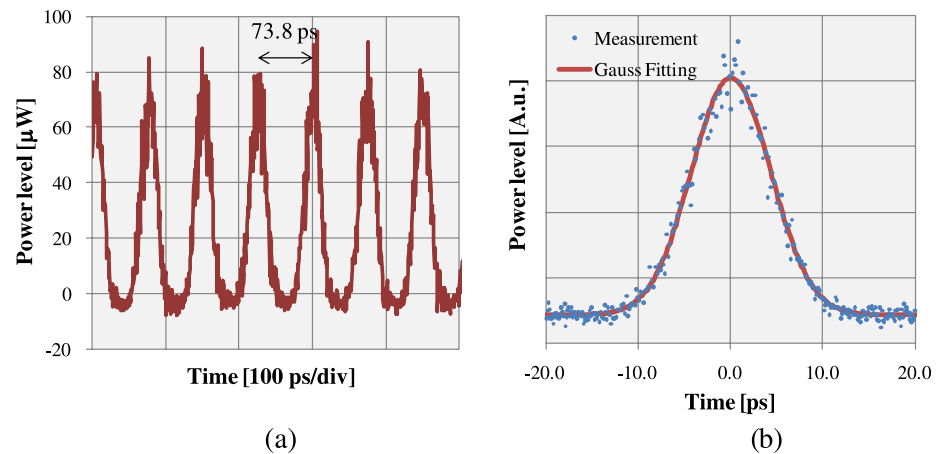 100
80
60
40
20
0
-20
Power level [µW]
73.8 ps
Time [100 ps/div]
(a)
Power level [A.u.]
Measurement
Gauss Fitting
-20.0 -10.0 0.0 10.0 20.0
Time [ps]
(b)